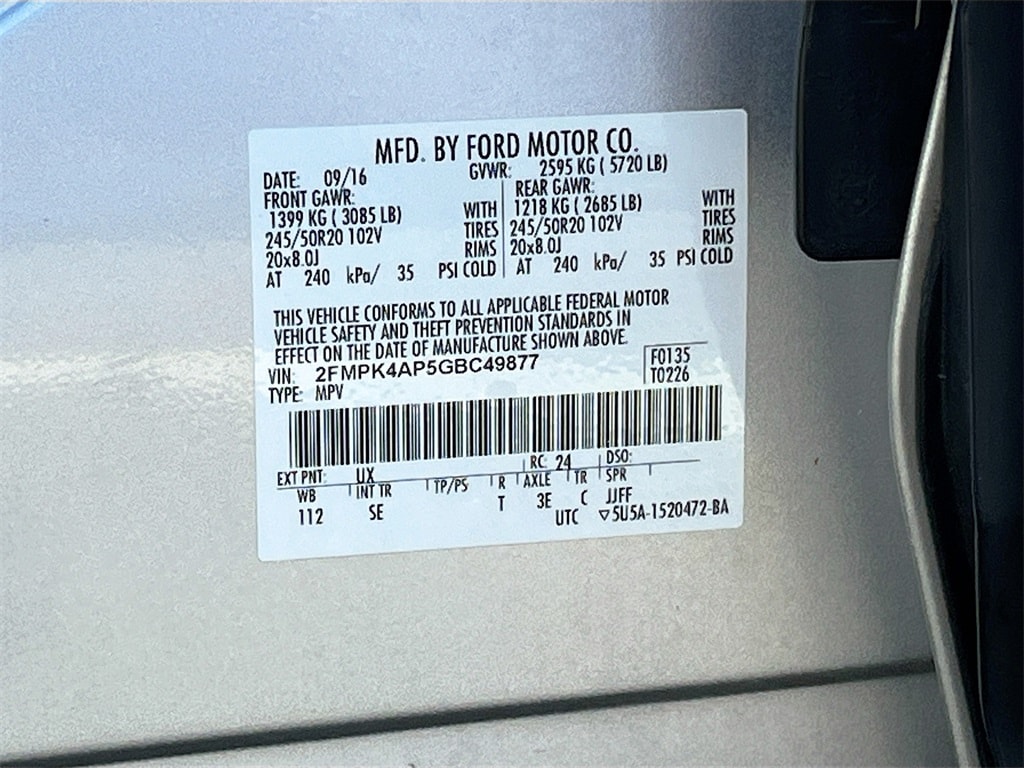 MFD. BY FORD MOTOR CO.
DATE: 09/16 GVWR: 2595 KG ( 5720 LB)
FRONT GAWR: REAR GAWR:
1399 KG ( 3085 LB) WITH 1218 KG ( 2685 LB) WITH
245/50R20 102V TIRES 245/50R20 102V TIRES
20x8.0J RIMS 20x8.0J RIMS
AT 240 kPa/ 35 PSI COLD AT 240 kPa/ 35 PSI COLD
THIS VEHICLE CONFORMS TO ALL APPLICABLE FEDERAL MOTOR
VEHICLE SAFETY AND THEFT PREVENTION STANDARDS IN
EFFECT ON THE DATE OF MANUFACTURE SHOWN ABOVE.
VIN: 2FMPK4AP5GBC49877 F0135
TYPE: MPV T0226
EXT PNT: UX RC: 24 DSO:
WB INT TR TP/PS R AXLE TR SPR
112 SE T 3E C JJFF
UTC ▽5U5A-1520472-BA